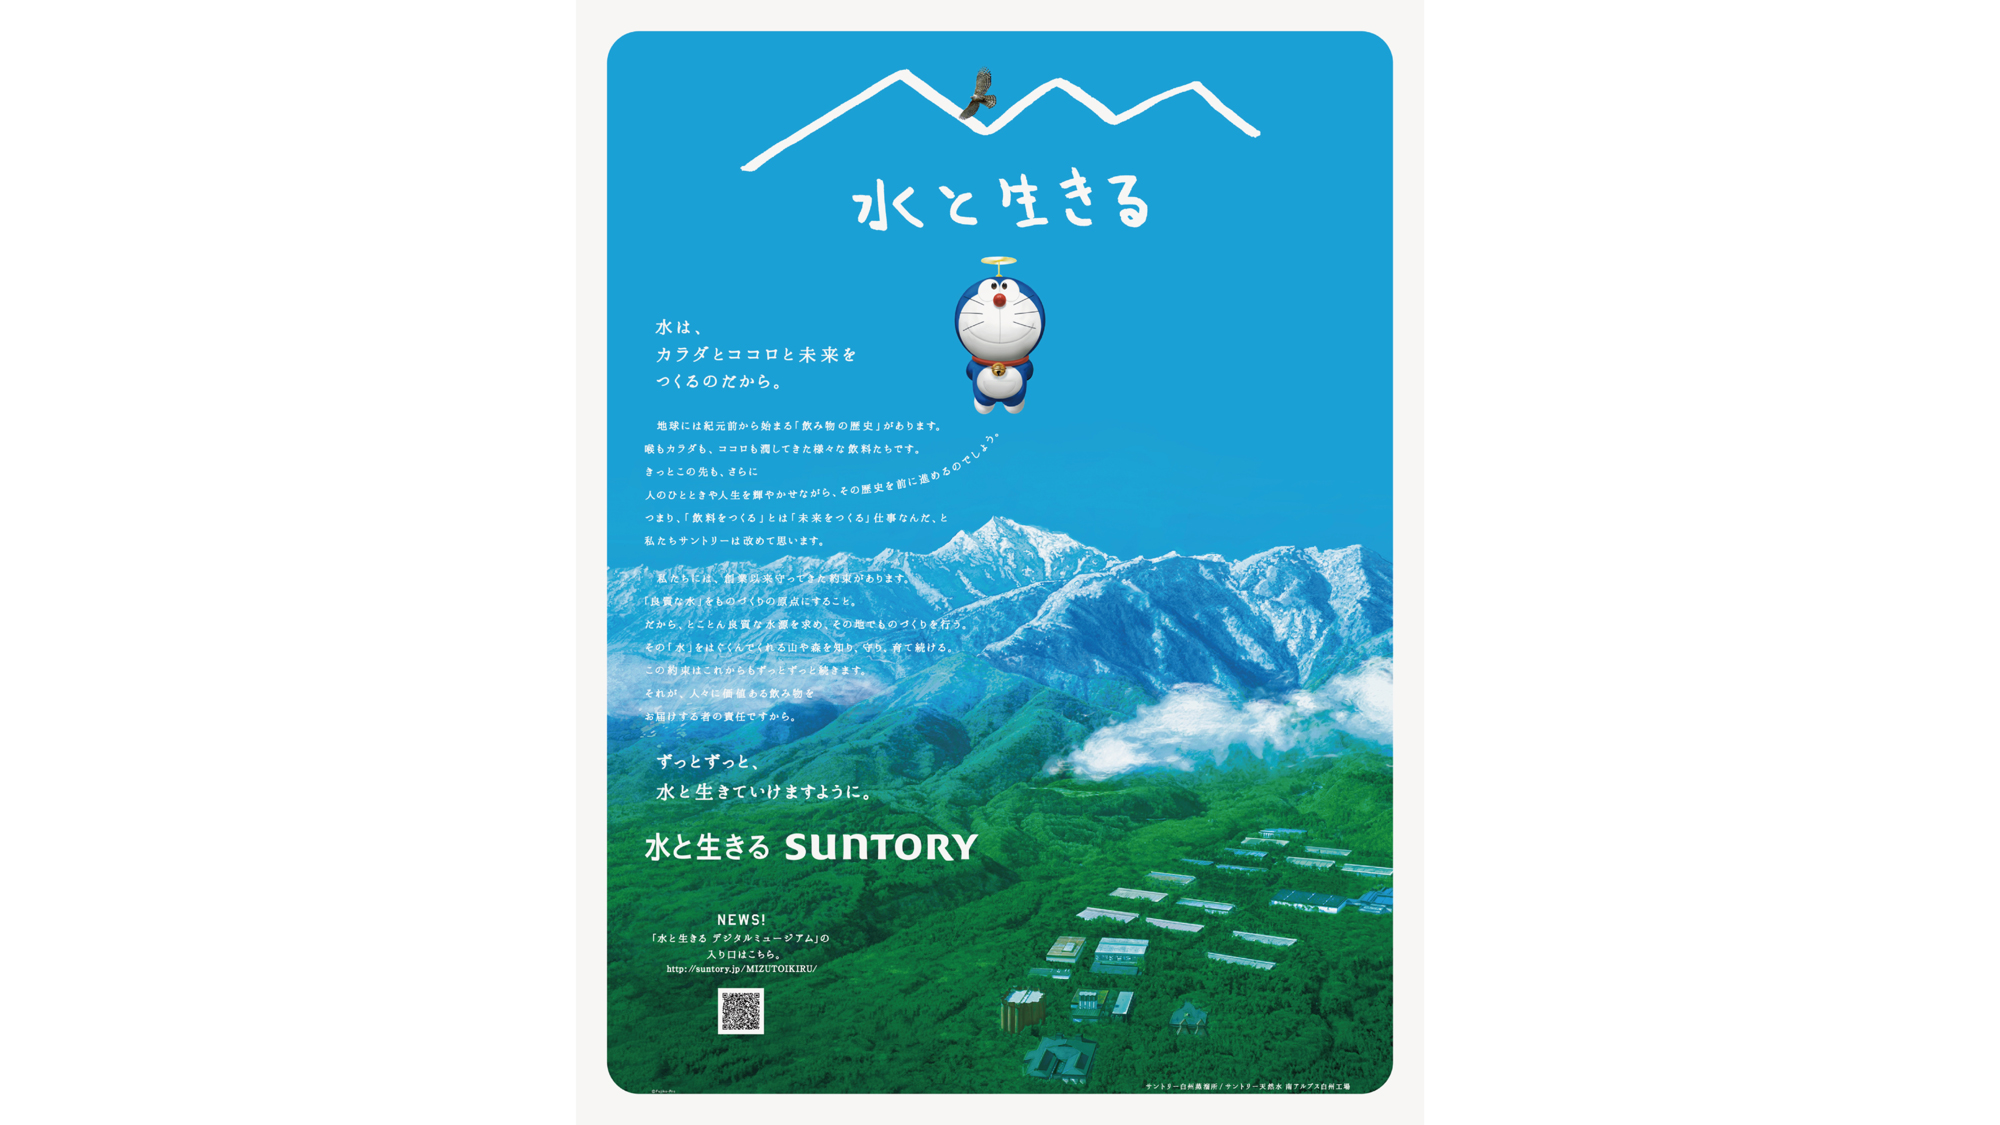 水と生きる
水は、
カラダとココロと未来を
つくるのだから。
地球には紀元前から始まる「飲み物の歴史」があります。
喉もカラダも、ココロも潤してきた様々な飲料たちです。
きっとこの先も、さらに
人のひとときや人生を輝やかせながら、その歴史を前に進めるのでしょう。
つまり、「飲料をつくる」とは「未来をつくる」仕事なんだ、と
私たちサントリーは改めて思います。
私たちには、創業以来守ってきた約束があります。
「良質な水」をものづくりの原点にすること。
だから、とことん良質な水源を求め、その地でものづくりを行う。
その「水」をはぐくんでくれる山や森を知り、守り、育て続ける。
この約束はこれからもずっとずっと続きます。
それが、人々に価値ある飲み物を
お届けする者の責任ですから。
ずっとずっと、
水と生きていけますように。
水と生きる SUNTORY
NEWS!
「水と生きる デジタルミュージアム」の
入り口はこちら。
http://suntory.jp/MIZUTOIKIRU/
サントリー白州蒸溜所 / サントリー天然水 南アルプス白州工場